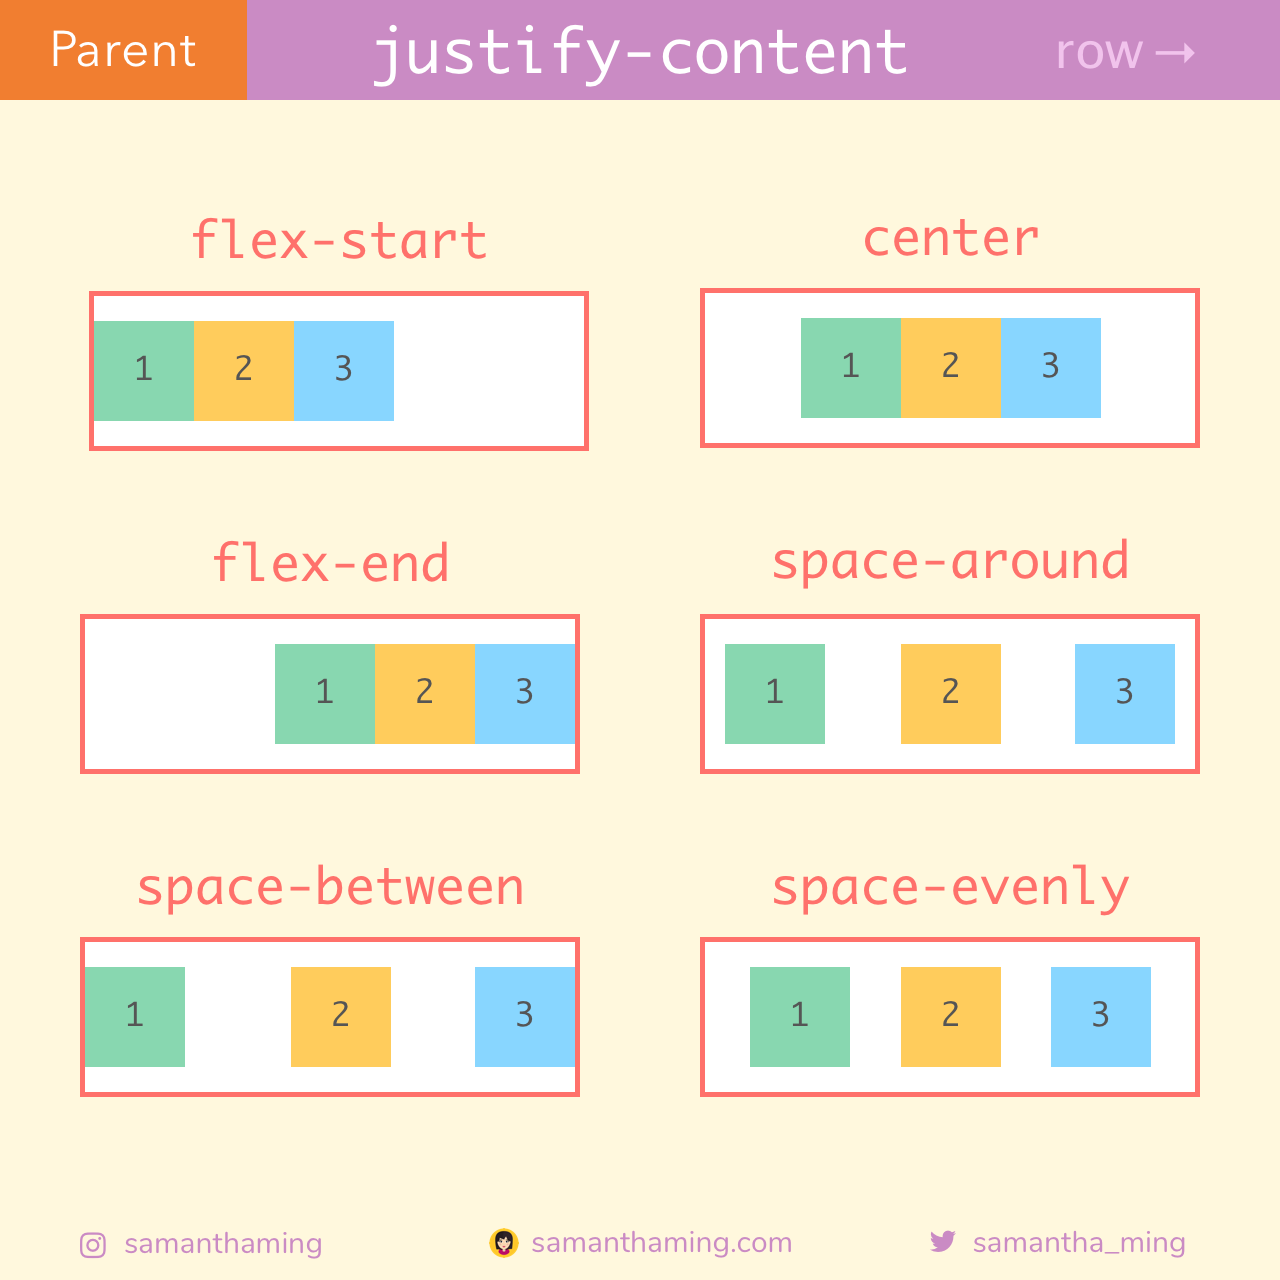 Parent justify-content row →
flex-start
1 2 3
center
1 2 3
flex-end
1 2 3
space-around
1 2 3
space-between
1 2 3
space-evenly
1 2 3
samanthaming samanthaming.com samantha_ming